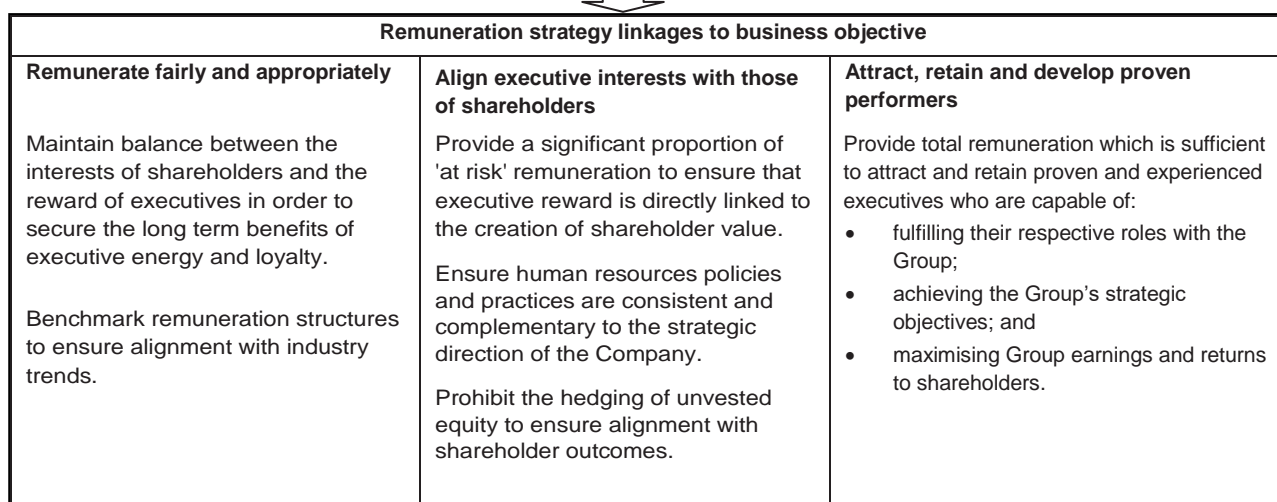 Remuneration strategy linkages to business objective
Remunerate fairly and appropriately
Maintain balance between the
interests of shareholders and the
reward of executives in order to
secure the long term benefits of
executive energy and loyalty.
Benchmark remuneration structures
to ensure alignment with industry
trends.
Align executive interests with those
of shareholders
Provide a significant proportion of
'at risk' remuneration to ensure that
executive reward is directly linked to
the creation of shareholder value.
Ensure human resources policies
and practices are consistent and
complementary to the strategic
direction of the Company.
Prohibit the hedging of unvested
equity to ensure alignment with
shareholder outcomes.
Attract, retain and develop proven
performers
Provide total remuneration which is sufficient
to attract and retain proven and experienced
executives who are capable of:
• fulfilling their respective roles with the
Group;
• achieving the Group’s strategic
objectives; and
• maximising Group earnings and returns
to shareholders.